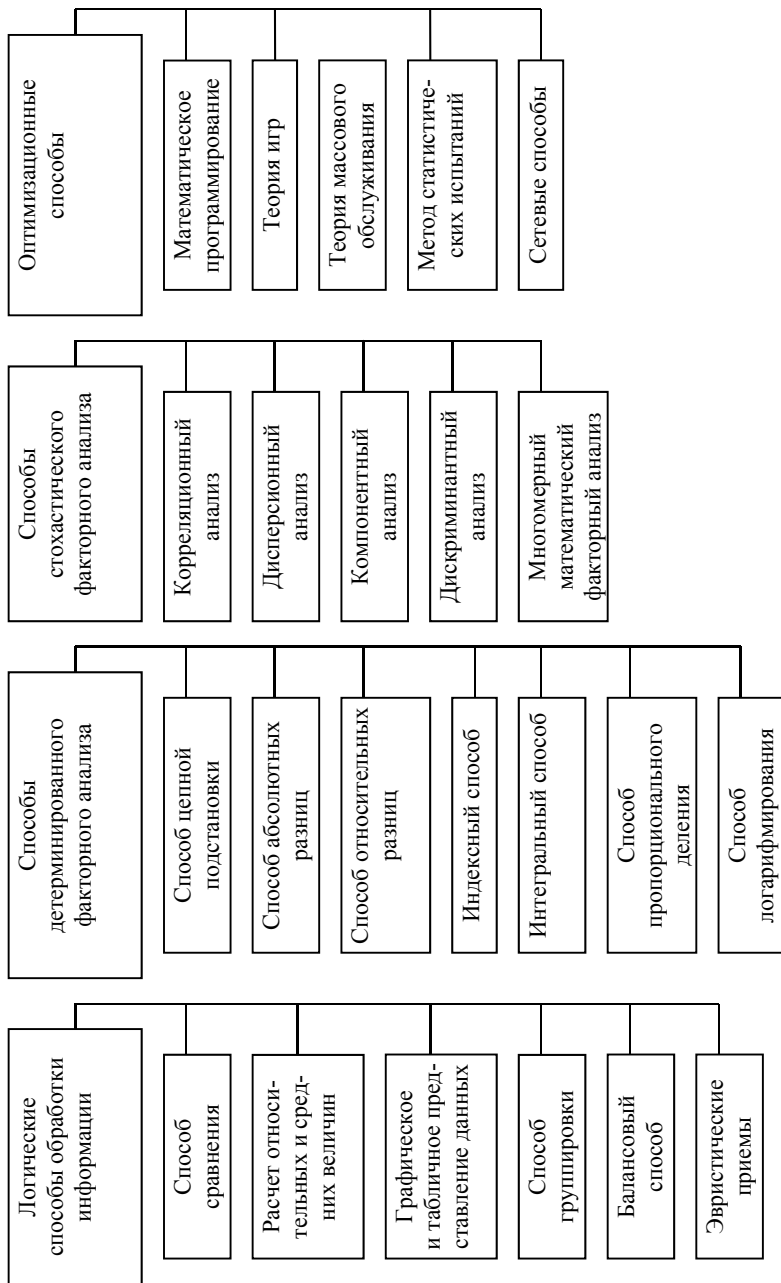 Логические
способы обработки
информации
Способ
сравнения
Расчет относи-
тельных и сред-
них величин
Графическое
и табличное пред-
ставление данных
Способ
группировки
Балансовый
способ
Эвристические
приемы
Способы
детерминированного
факторного анализа
Способ цепной
подстановки
Способ абсолютных
разниц
Способ относительных
разниц
Индексный способ
Интегральный способ
Способ
пропорционального
деления
Способ
логарифмирования
Способы
стохастического
факторного анализа
Корреляционный
анализ
Дисперсионный
анализ
Компонентный
анализ
Дискриминантный
анализ
Многомерный
математический
факторный анализ
Оптимизационные
способы
Математическое
программирование
Теория игр
Теория массового
обслуживания
Метод статистиче-
ских испытаний
Сетевые способы